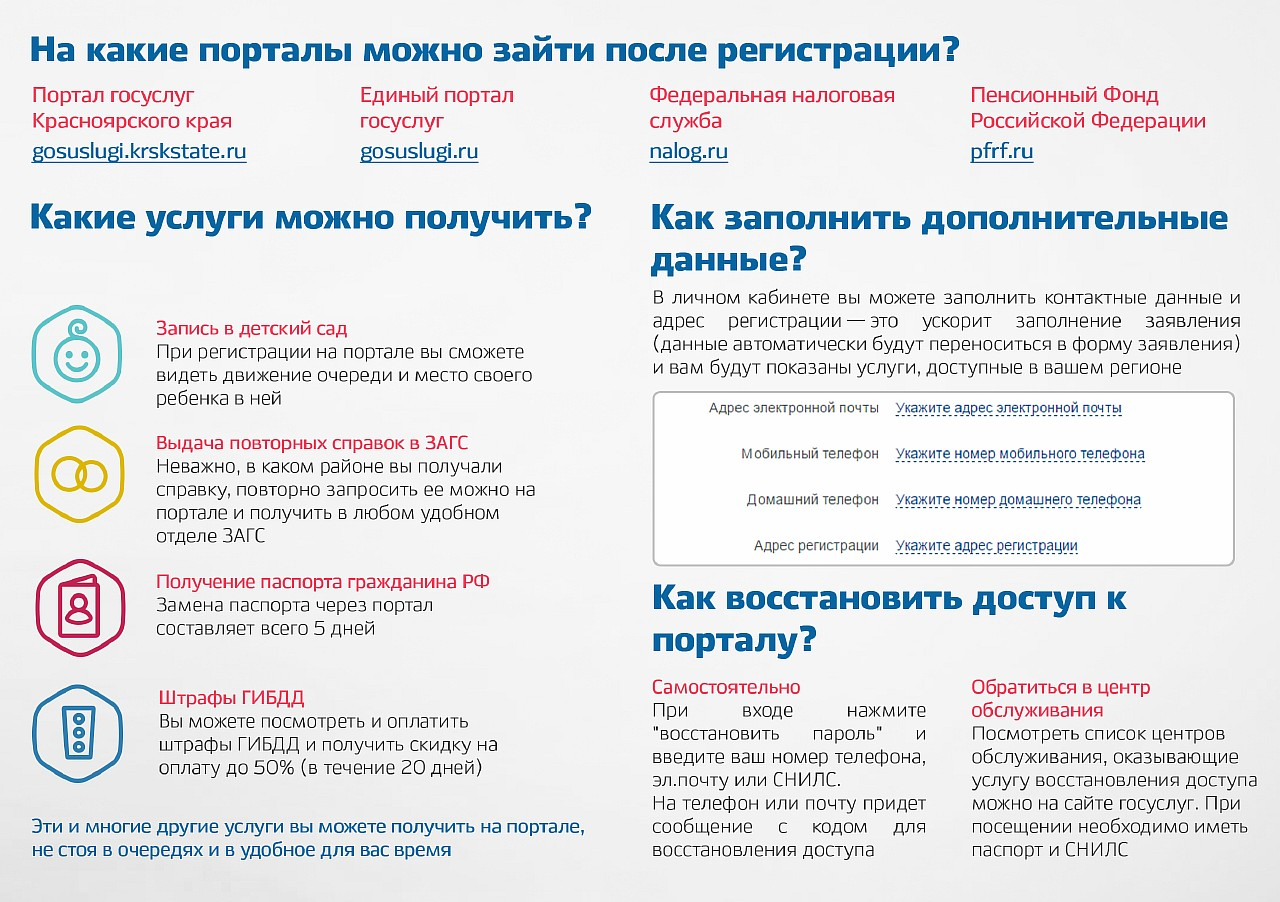 На какие порталы можно зайти после регистрации?
Портал госуслуг
Красноярского края
gosuslugi.krskstate.ru
Единый портал
госуслуг
gosuslugi.ru
Федеральная налоговая
служба
nalog.ru
Пенсионный Фонд
Российской Федерации
pfrf.ru
Какие услуги можно получить?
Запись в детский сад
При регистрации на портале вы сможете
видеть движение очереди и место своего
ребенка в ней
Выдача повторных справок в ЗАГС
Неважно, в каком районе вы получали
справку, повторно запросить ее можно на
портале и получить в любом удобном
отделе ЗАГС
Получение паспорта гражданина РФ
Замена паспорта через портал
составляет всего 5 дней
Штрафы ГИБДД
Вы можете посмотреть и оплатить
штрафы ГИБДД и получить скидку на
оплату до 50% (в течение 20 дней)
Эти и многие другие услуги вы можете получить на портале,
не стоя в очередях и в удобное для вас время
Как заполнить дополнительные
данные?
В личном кабинете вы можете заполнить контактные данные и
адрес регистрации — это ускорит заполнение заявления
(данные автоматически будут переноситься в форму заявления)
и вам будут показаны услуги, доступные в вашем регионе
Адрес электронной почты Укажите адрес электронной почты
Мобильный телефон Укажите номер мобильного телефона
Домашний телефон Укажите номер домашнего телефона
Адрес регистрации Укажите адрес регистрации
Как восстановить доступ к
порталу?
Самостоятельно
При входе нажмите
"восстановить пароль" и
введите ваш номер телефона,
эл.почту или СНИЛС.
На телефон или почту придет
сообщение с кодом для
восстановления доступа
Обратиться в центр
обслуживания
Посмотреть список центров
обслуживания, оказывающие
услугу восстановления доступа
можно на сайте госуслуг. При
посещении необходимо иметь
паспорт и СНИЛС